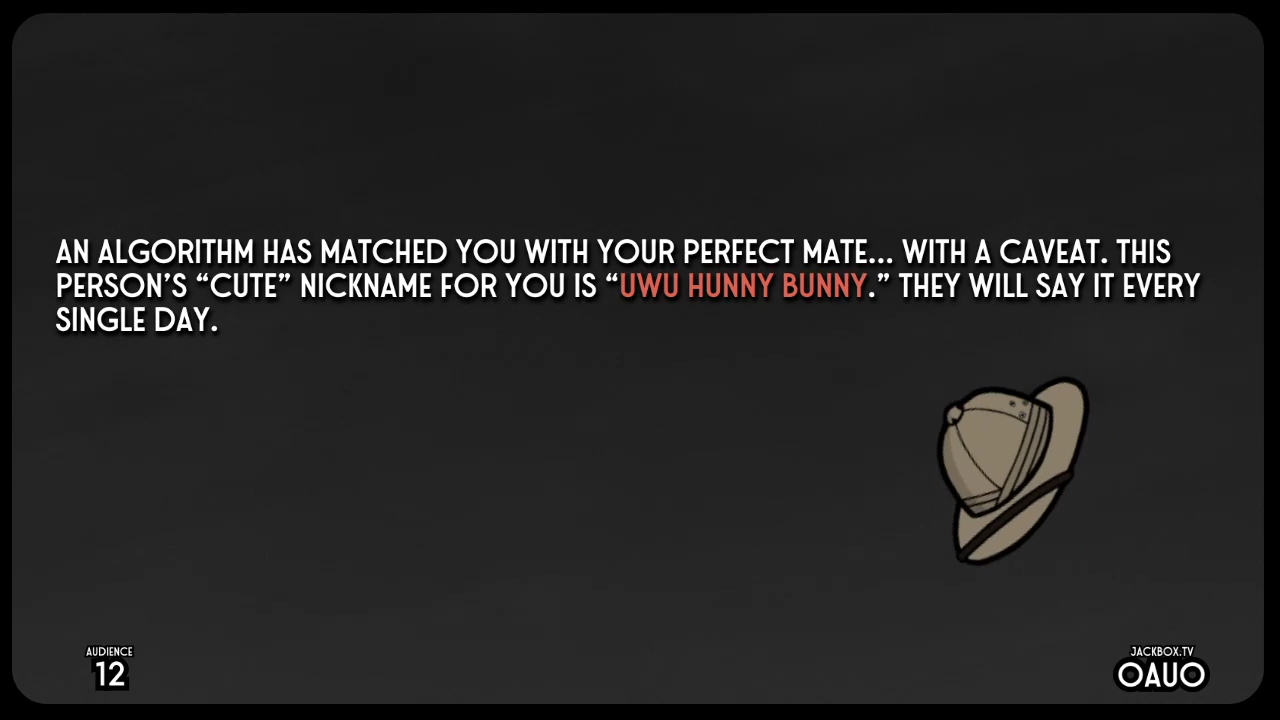 AN ALGORITHM HAS MATCHED YOU WITH YOUR PERFECT MATE... WITH A CAVEAT. THIS
PERSON'S “CUTE” NICKNAME FOR YOU IS “UWU HUNNY BUNNY.” THEY WILL SAY IT EVERY
SINGLE DAY.
AUDIENCE
12
JACKBOX.TV
OAUO